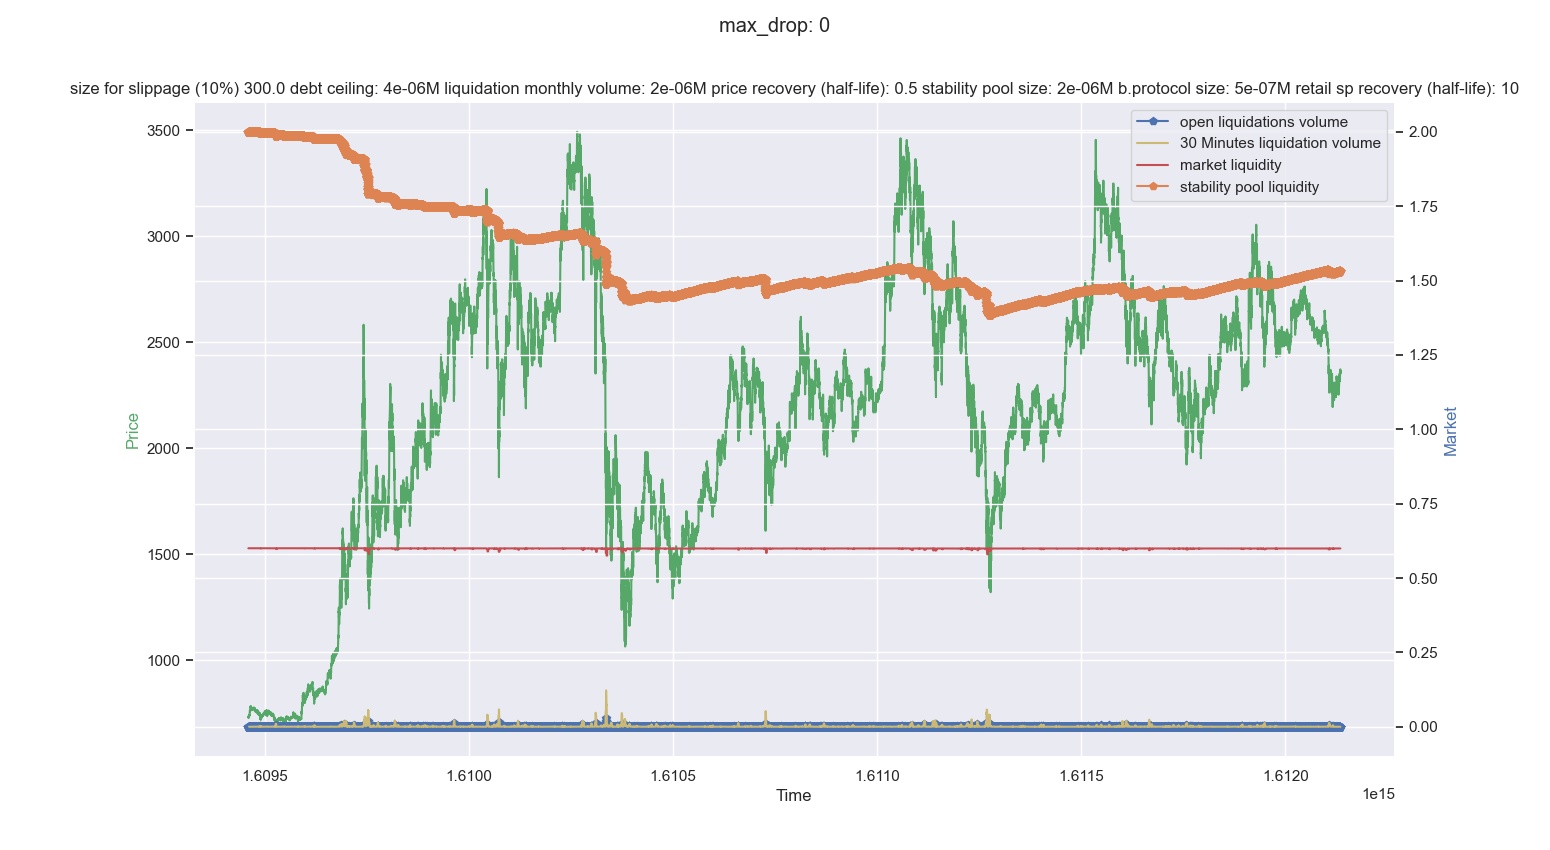 max_drop: 0
size for slippage (10%) 300.0 debt ceiling: 4e-06M liquidation monthly volume: 2e-06M price recovery (half-life): 0.5 stability pool size: 2e-06M b.protocol size: 5e-07M retail sp recovery (half-life): 10
open liquidations volume
30 Minutes liquidation volume
market liquidity
stability pool liquidity
3500
3000
2500
2000
1500
1000
Price
2.00
1.75
1.50
1.25
1.00
0.75
0.50
0.25
0.00
Market
1.6095 1.6100 1.6105 1.6110 1.6115 1.6120
1e15
Time